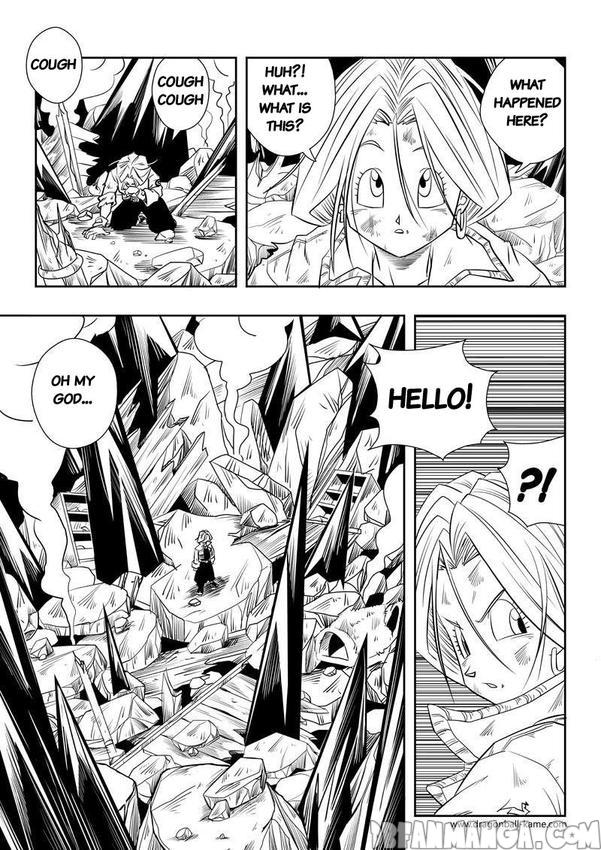 COUGH
COUGH
COUGH
HUH?!
WHAT...
WHAT IS
THIS?
WHAT
HAPPENED
HERE?
OH MY
GOD...
HELLO!
?!
www.dragonball-kame.com
DBFANMANGA.COM